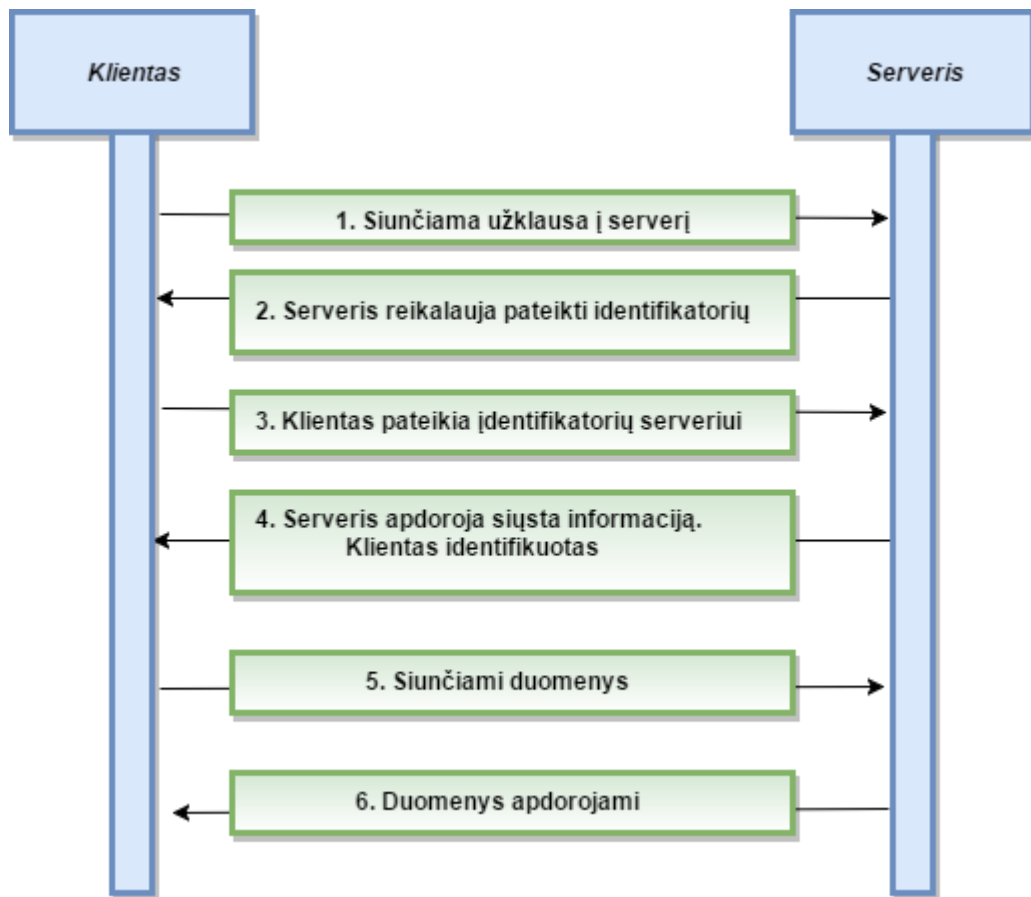 Klientas
Serveris
1. Siunčiama užklausa į serverį
2. Serveris reikalauja pateikti identifikatorių
3. Klientas pateikia įdentifikatorių serveriui
4. Serveris apdoroja siųsta informaciją.
Klientas identifikuotas
5. Siunčiami duomenys
6. Duomenys apdorojami